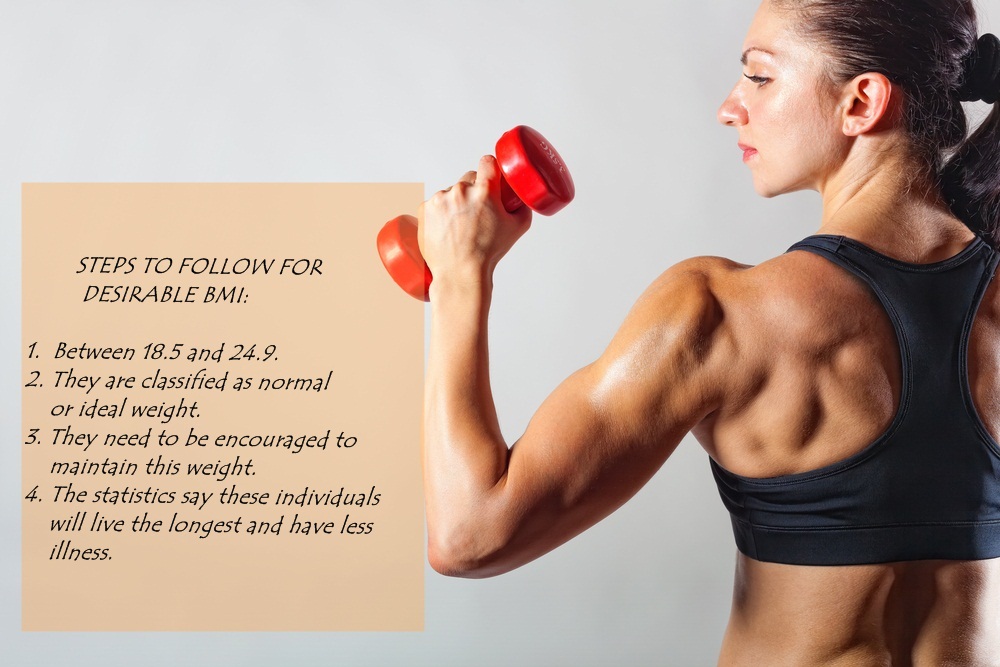 STEPS TO FOLLOW FOR
DESIRABLE BMI:
1. Between 18.5 and 24.9.
2. They are classified as normal
or ideal weight.
3. They need to be encouraged to
maintain this weight.
4. The statistics say these individuals
will live the longest and have less
illness.